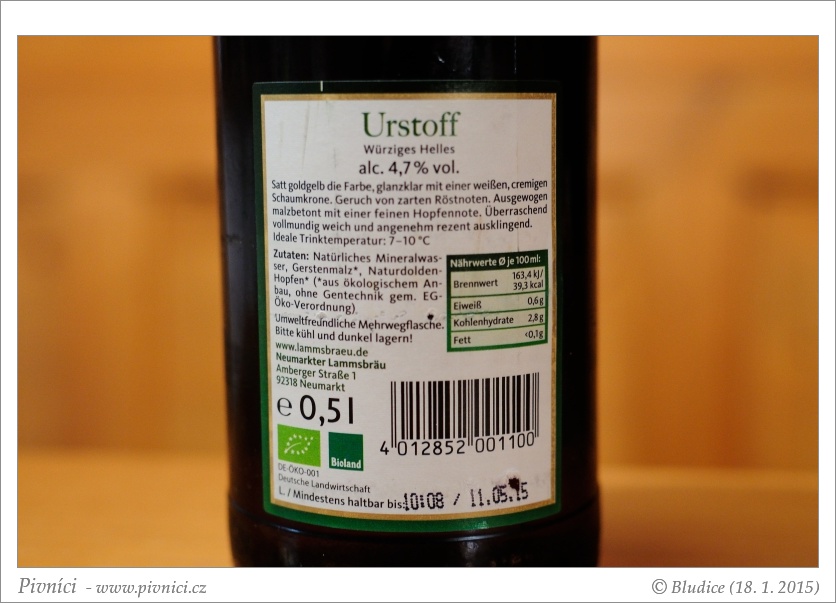 Urstoff
Würziges Helles
alc. 4,7 % vol.
Satt goldgelb die Farbe, glanzklar mit einer weißen, cremigen
Schaumkrone. Geruch von zarten Röstnoten. Ausgewogen
malzbetont mit einer feinen Hopfennote. Überraschend
vollmundig weich und angenehm rezent ausklingend.
Ideale Trinktemperatur: 7–10 °C
Zutaten: Natürliches Mineralwas-
ser, Gerstenmalz*, Naturdolden-
Hopfen* (*aus ökologischem An-
bau, ohne Gentechnik gem. EG-
Öko-Verordnung).
Umweltfreundliche Mehrwegflasche.
Bitte kühl und dunkel lagern!
www.lammsbraeu.de
Neumarkter Lammsbräu
Amberger Straße 1
92318 Neumarkt
Nährwerte Ø je 100 ml:
Brennwert 163,4 kJ/
39,3 kcal
Eiweiß 0,6 g
Kohlenhydrate 2,8 g
Fett <0,1 g
e 0,5 l
4 012852 001100
Bioland
DE-ÖKO-001
Deutsche Landwirtschaft
L. / Mindestens haltbar bis: 10:08 / 11.05.15
Pivníci - www.pivnici.cz
© Bludice (18. 1. 2015)